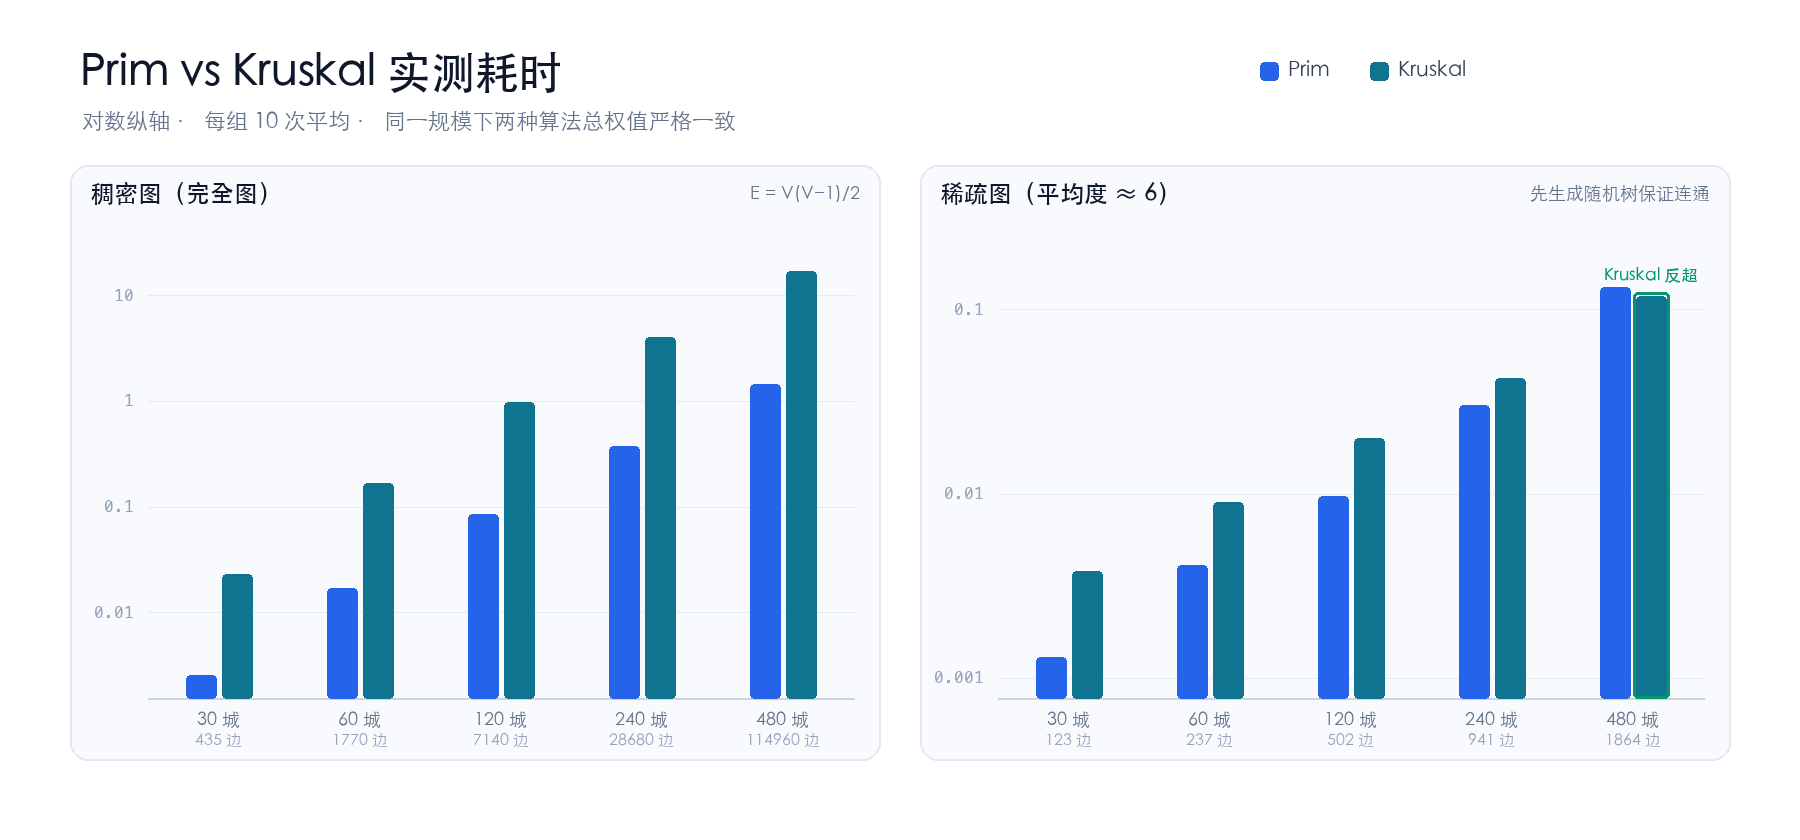 Prim vs Kruskal 实测耗时
Prim
Kruskal
对数纵轴 · 每组 10 次平均 · 同一规模下两种算法总权值严格一致
稠密图（完全图）
E = V(V−1)/2
10
1
0.1
0.01
30 城
60 城
120 城
240 城
480 城
435 边
1770 边
7140 边
28680 边
114960 边
稀疏图（平均度 ≈ 6）
先生成随机树保证连通
Kruskal 反超
0.1
0.01
0.001
30 城
60 城
120 城
240 城
480 城
123 边
237 边
502 边
941 边
1864 边